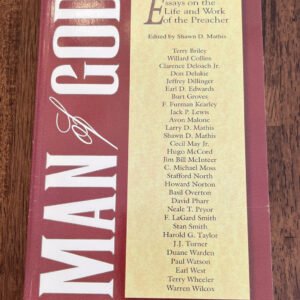 MAN of GOD
Essays on the
Life and Work
of the Preacher
Edited by Shawn D. Mathis
Terry Briley
Willard Collins
Clarence Deloach Jr.
Don Delukie
Jeffrey Dillinger
Earl D. Edwards
Burt Groves
F. Furman Kearley
Jack P. Lewis
Avon Malone
Larry D. Mathis
Shawn D. Mathis
Cecil May Jr.
Hugo McCord
Jim Bill McInteer
C. Michael Moss
Stafford North
Howard Norton
Basil Overton
David Pharr
Neale T. Pryor
F. LaGard Smith
Stan Smith
Harold G. Taylor
J.J. Turner
Duane Warden
Paul Watson
Earl West
Terry Wheeler
Warren Wilcox